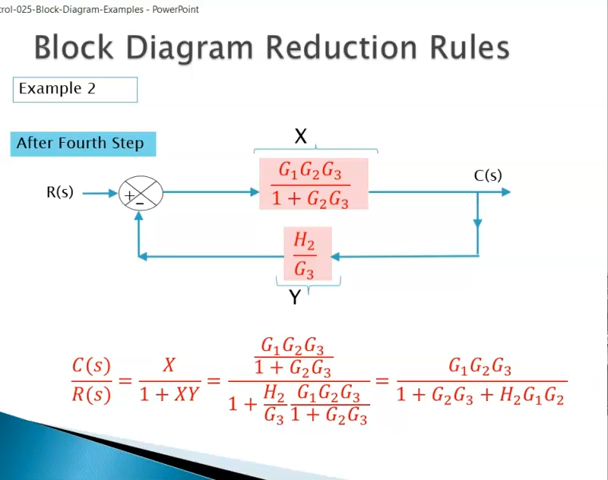 trol-025-Block-Diagram-Examples - PowerPoint
Block Diagram Reduction Rules
Example 2
After Fourth Step
X
R(s)
+
−
G₁G₂G₃
1 + G₂G₃
C(s)
H₂
G₃
Y
C(s)/R(s) = X/(1 + XY) = (G₁G₂G₃/(1 + G₂G₃))/(1 + (H₂/G₃)(G₁G₂G₃/(1 + G₂G₃))) = G₁G₂G₃/(1 + G₂G₃ + H₂G₁G₂)